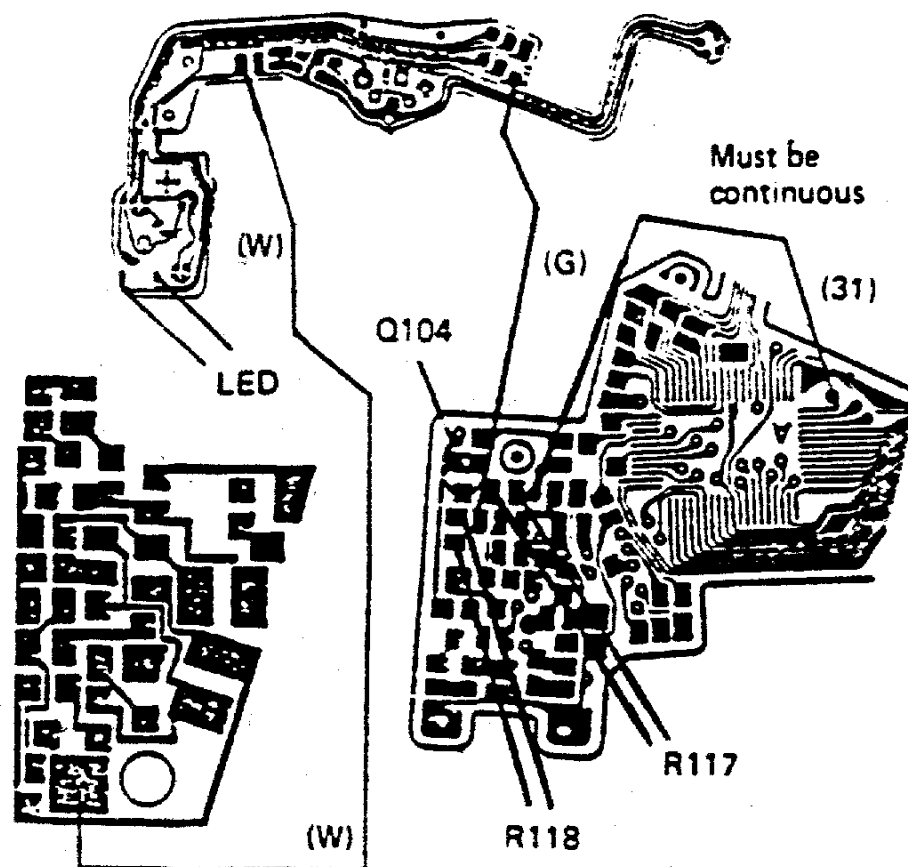 Must be
continuous
(W)
(G)
(31)
Q104
LED
A
R117
(W)
R118